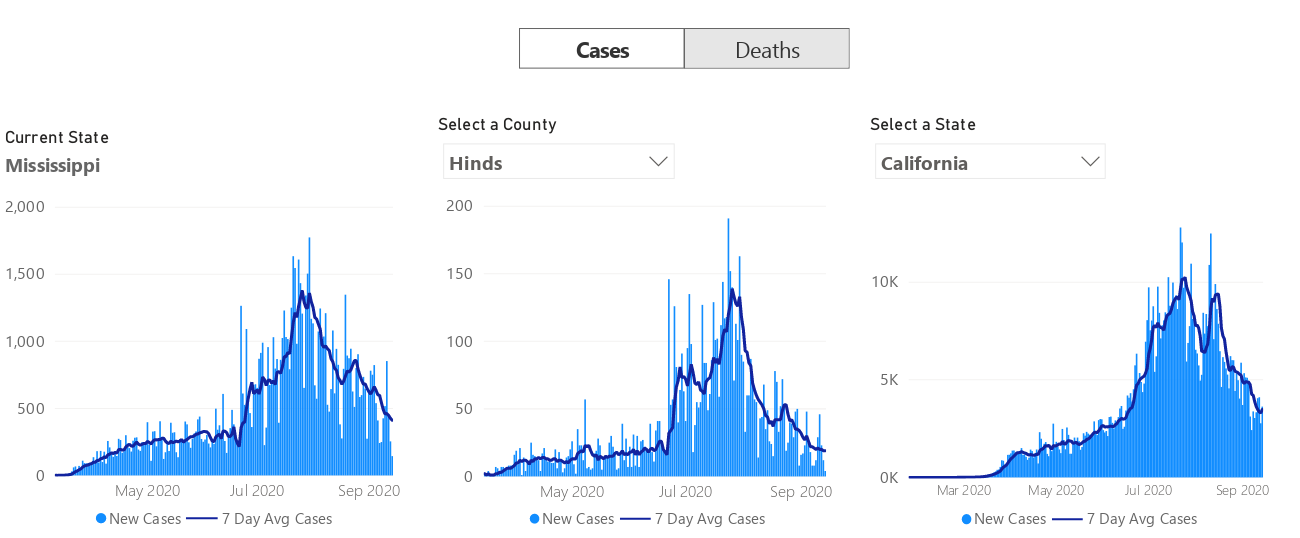 Cases Deaths
Current State
Mississippi
2,000
1,500
1,000
500
0
May 2020 Jul 2020 Sep 2020
New Cases 7 Day Avg Cases
Select a County
Hinds
200
150
100
50
0
May 2020 Jul 2020 Sep 2020
New Cases 7 Day Avg Cases
Select a State
California
10K
5K
0K
Mar 2020 May 2020 Jul 2020 Sep 2020
New Cases 7 Day Avg Cases